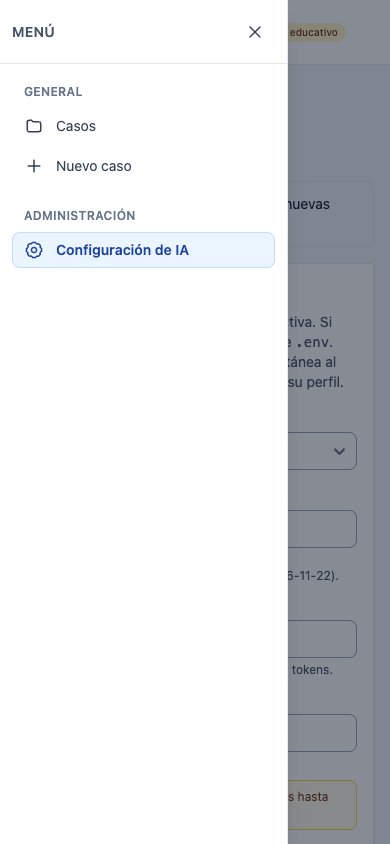 MENÚ
educativo
GENERAL
Casos
Nuevo caso
nuevas
ADMINISTRACIÓN
Configuración de IA
tiva. Si
e .env.
tánea al
su perfil.
6-11-22).
tokens.
s hasta